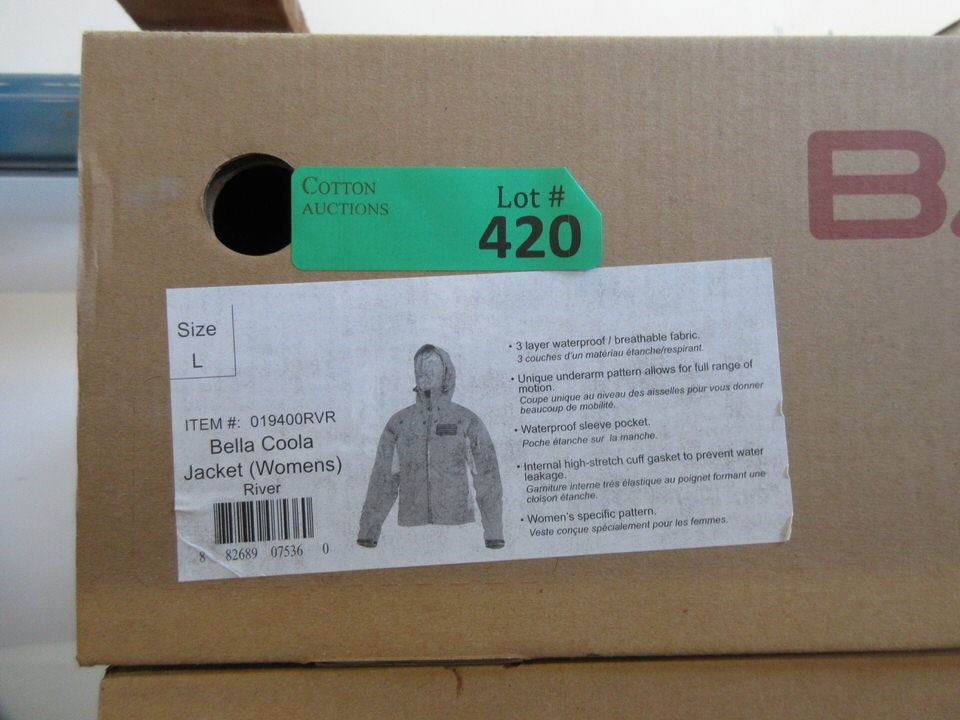 COTTON
AUCTIONS
Lot #
420
Size
L
ITEM #: 019400RVR
Bella Coola
Jacket (Womens)
River
8 82689 07536 0
• 3 layer waterproof / breathable fabric.
3 couches d'un matériau étanche/respirant.
• Unique underarm pattern allows for full range of
motion.
Coupe unique au niveau des aisselles pour vous donner
beaucoup de mobilité.
• Waterproof sleeve pocket.
Poche étanche sur la manche.
• Internal high-stretch cuff gasket to prevent water
leakage.
Garniture interne très élastique au poignet formant une
cloison étanche.
• Women's specific pattern.
Veste conçue spécialement pour les femmes.